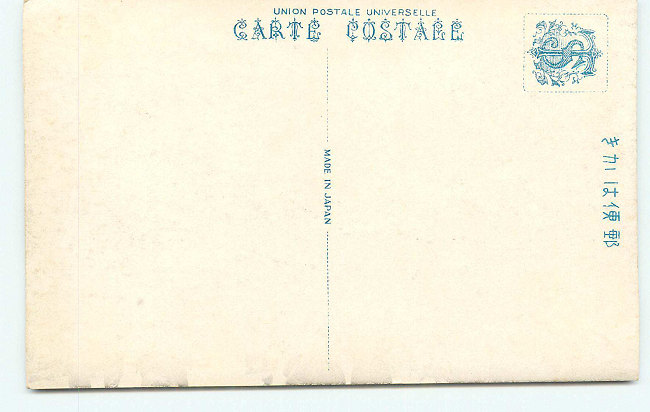 UNION POSTALE UNIVERSELLE
CARTE POSTALE
MADE IN JAPAN
郵便はかき